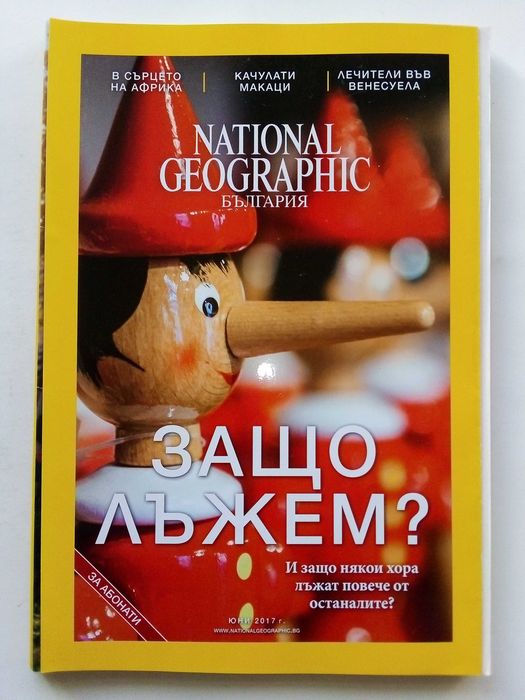 В СЪРЦЕТО
НА АФРИКА
КАЧУЛАТИ
МАКАЦИ
ЛЕЧИТЕЛИ ВЪВ
ВЕНЕСУЕЛА
NATIONAL
GEOGRAPHIC
БЪЛГАРИЯ
ЗАЩО
ЛЪЖЕМ?
И защо някои хора
лъжат повече от
останалите?
ЗА АБОНАТИ
ЮНИ 2017 г.
WWW.NATIONALGEOGRAPHIC.BG